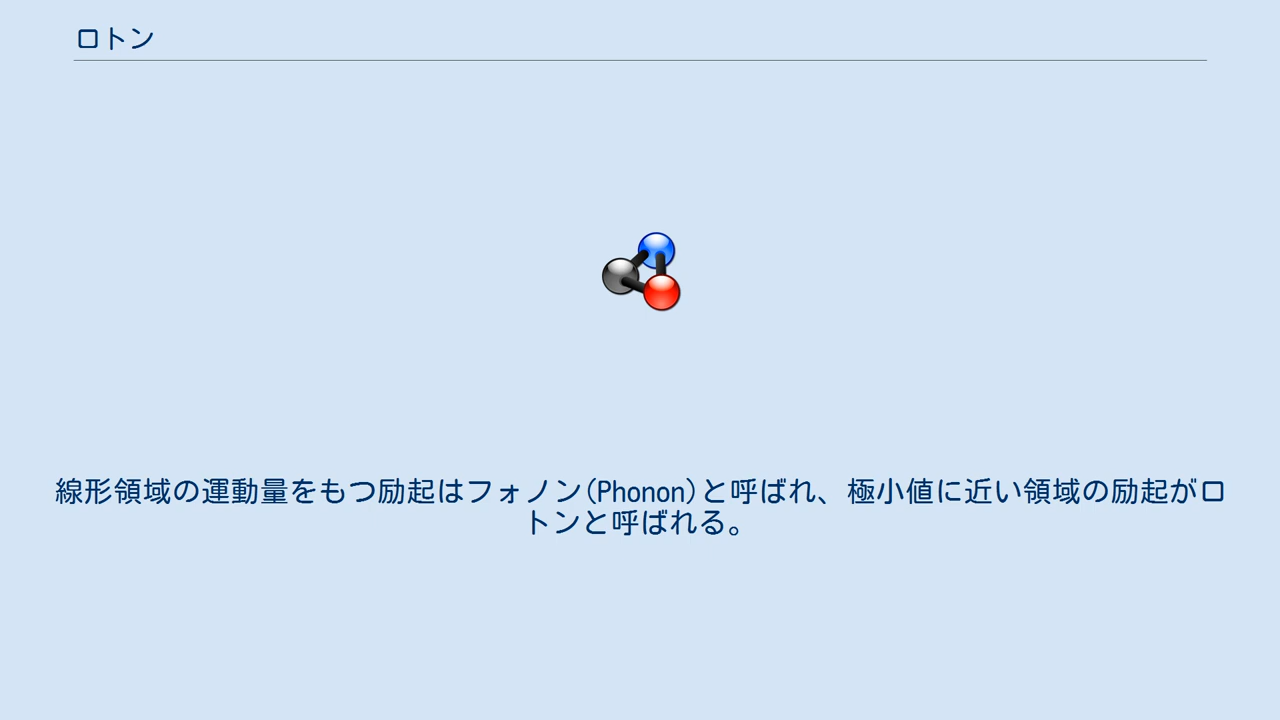 ロトン
線形領域の運動量をもつ励起はフォノン(Phonon)と呼ばれ、極小値に近い領域の励起がロ
トンと呼ばれる。